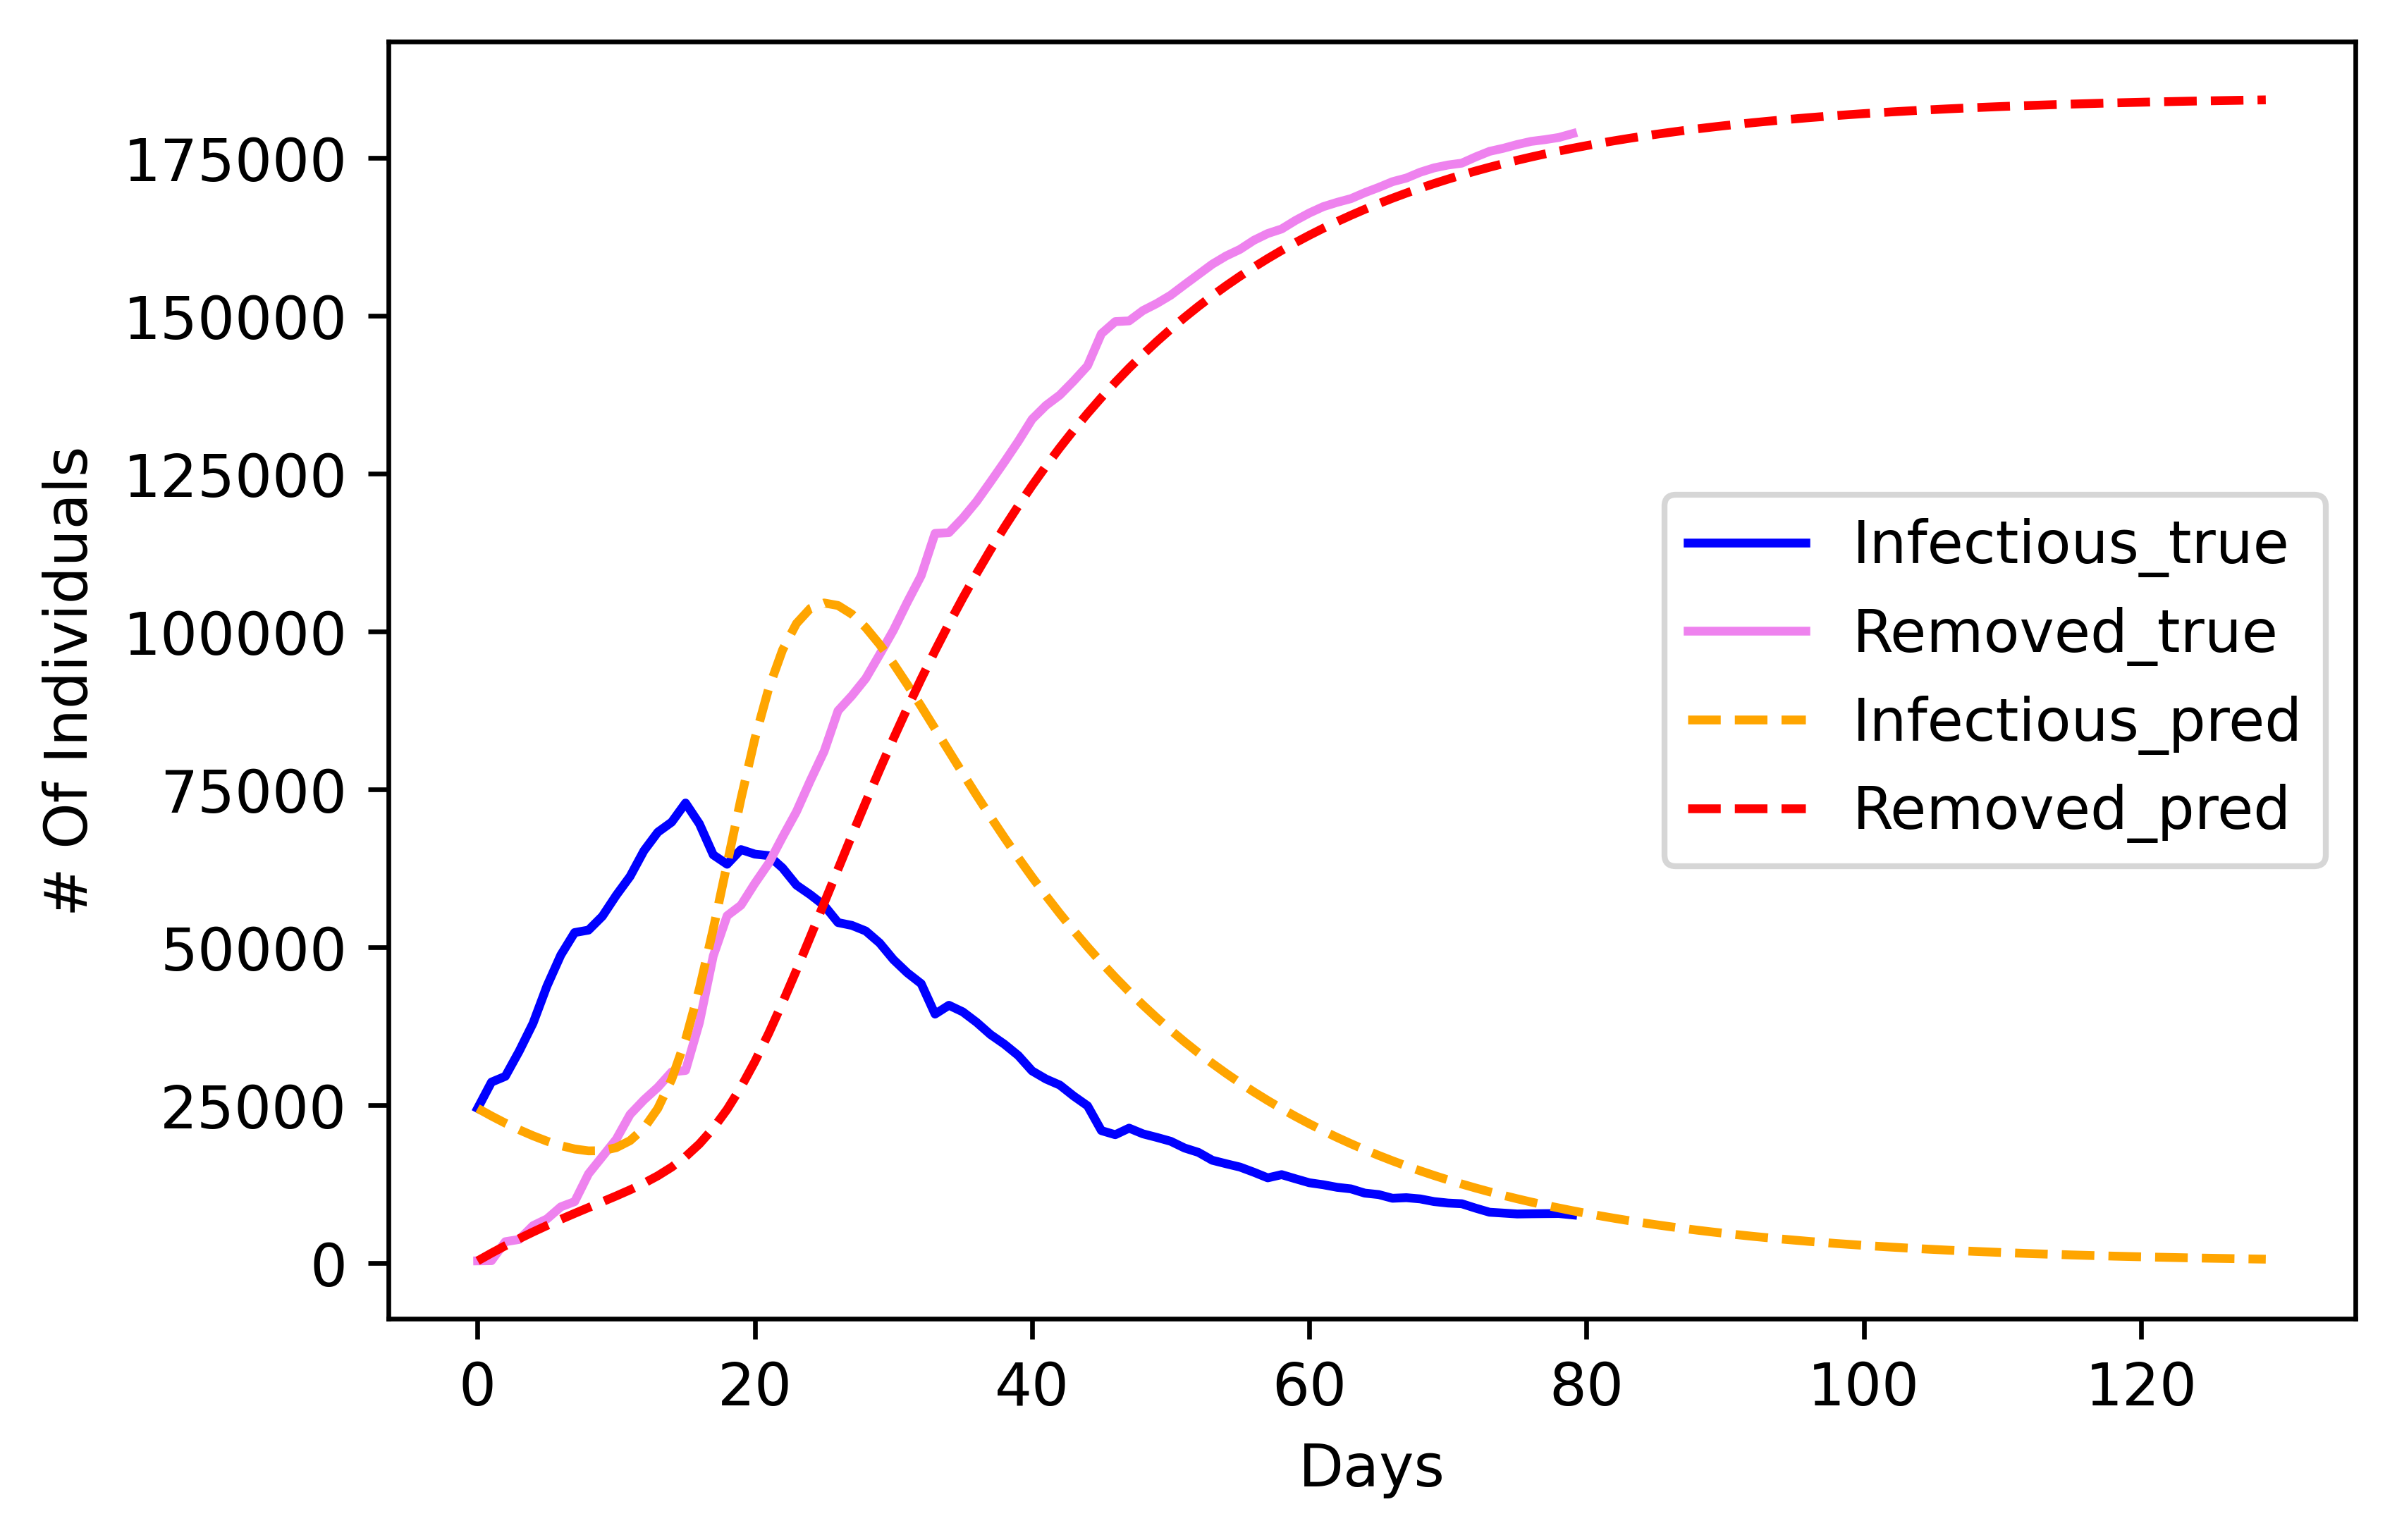 175000
150000
125000
100000
75000
50000
25000
0
# Of Individuals
Infectious_true
Removed_true
Infectious_pred
Removed_pred
0 20 40 60 80 100 120
Days